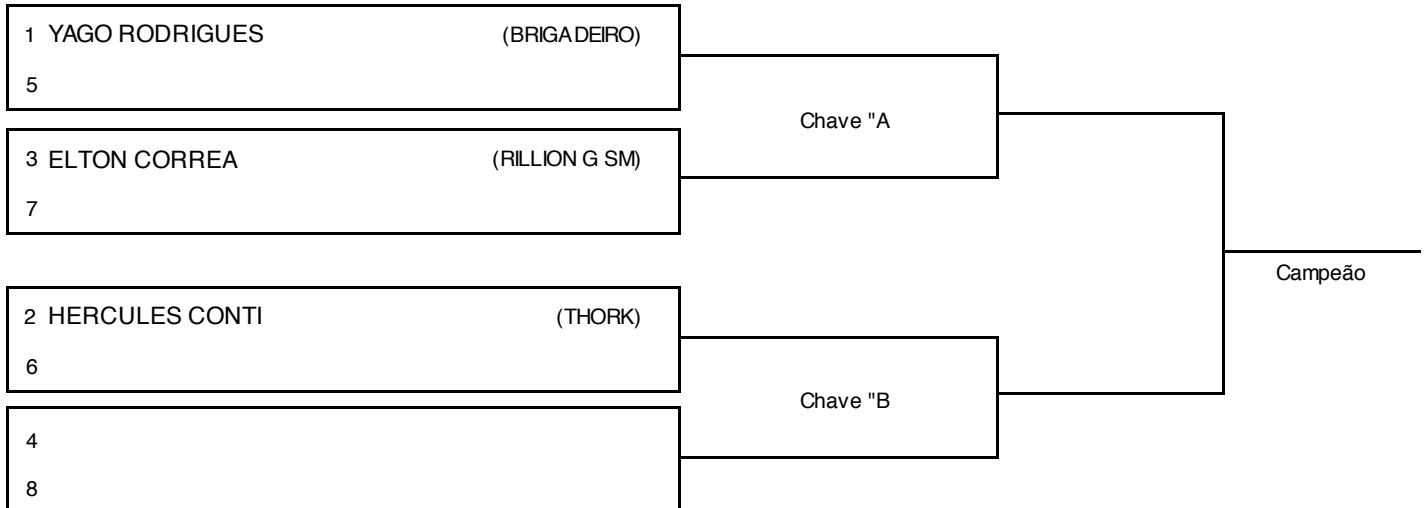 1 YAGO RODRIGUES (BRIGADEIRO)
5
Chave "A
3 ELTON CORREA (RILLION G SM)
7
Campeão
2 HERCULES CONTI (THORK)
6
Chave "B
4
8